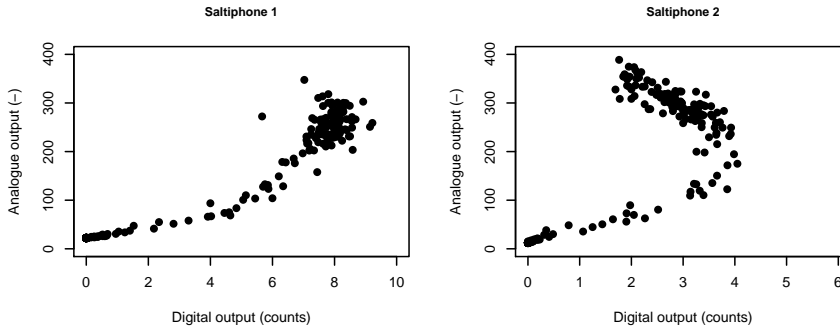 Saltiphone 1
Analogue output (−)
400
300
200
100
0
0 2 4 6 8 10
Digital output (counts)
Saltiphone 2
Analogue output (−)
400
300
200
100
0
0 1 2 3 4 5 6
Digital output (counts)